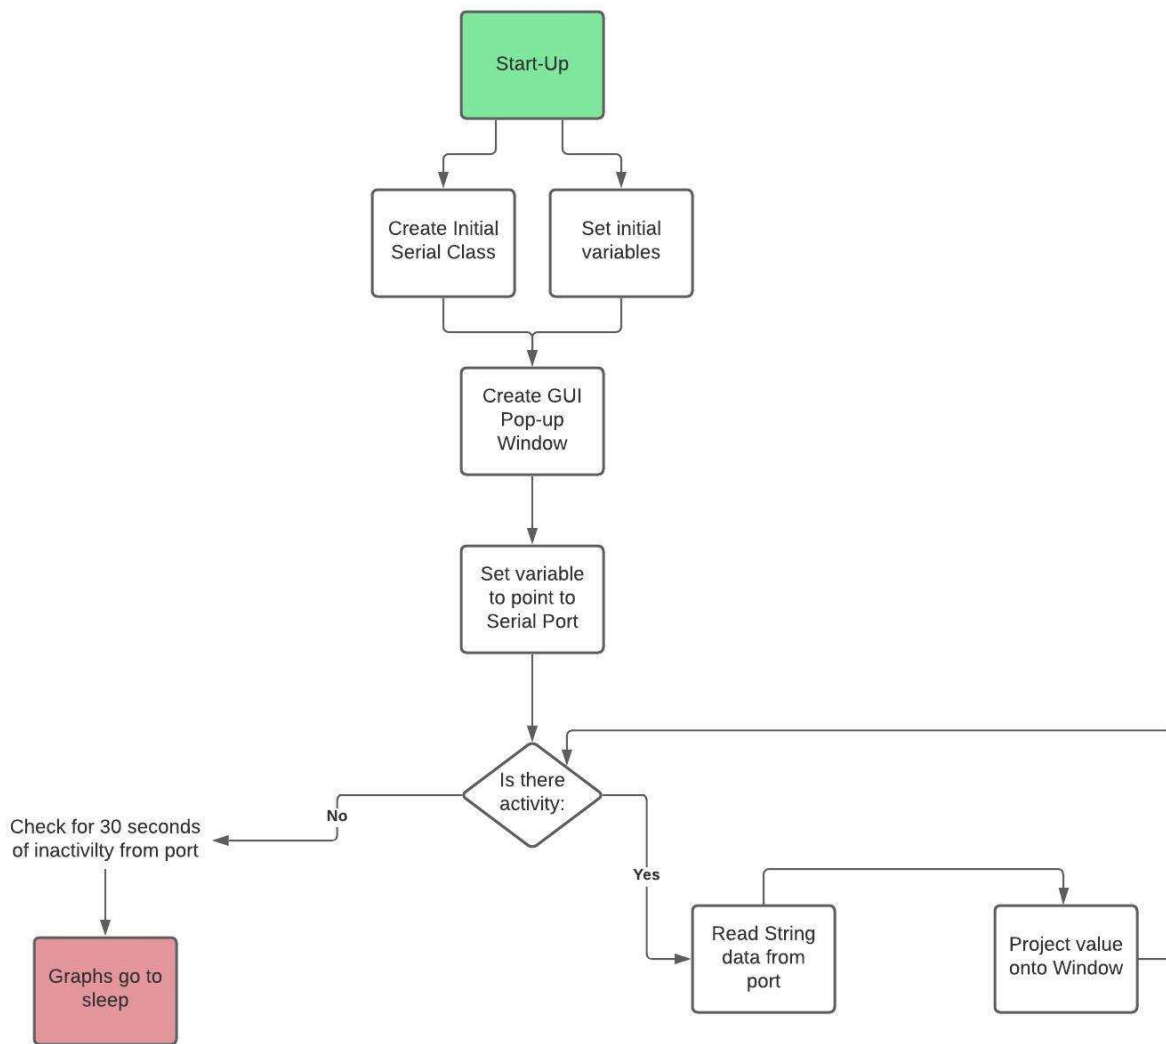 Start-Up
Create Initial
Serial Class
Set initial
variables
Create GUI
Pop-up
Window
Set variable
to point to
Serial Port
Is there
activity:
No
Check for 30 seconds
of inactivilty from port
Yes
Read String
data from
port
Project value
onto Window
Graphs go to
sleep